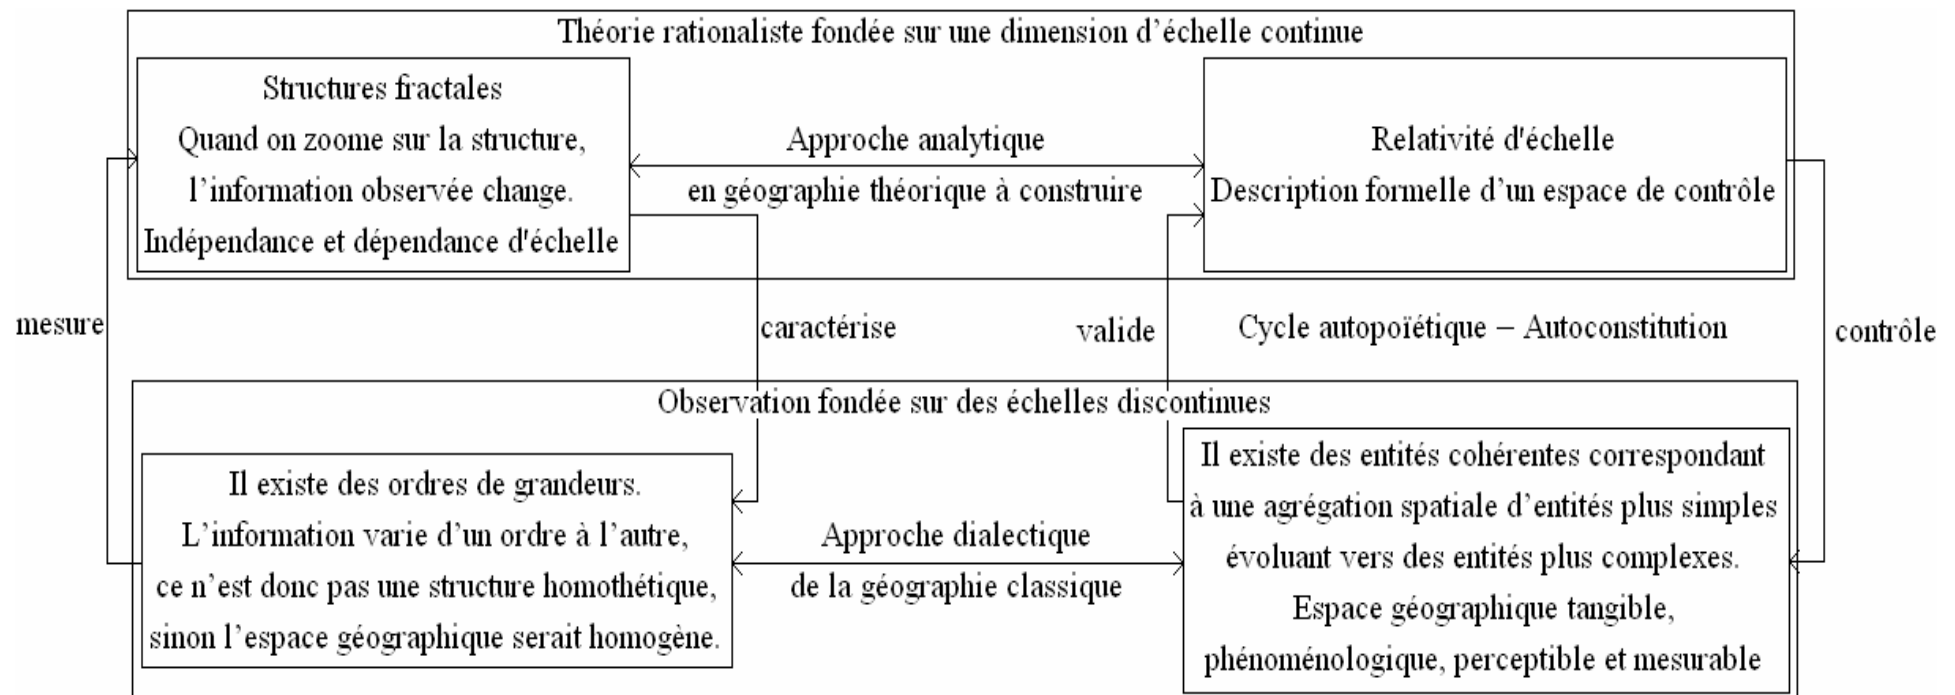 Théorie rationaliste fondée sur une dimension d’échelle continue
Structures fractales
Quand on zoome sur la structure,
l’information observée change.
Indépendance et dépendance d'échelle
Approche analytique
en géographie théorique à construire
Relativité d'échelle
Description formelle d’un espace de contrôle
mesure
caractérise
valide
Cycle autopoïétique – Autoconstitution
contrôle
Observation fondée sur des échelles discontinues
Il existe des ordres de grandeurs.
L’information varie d’un ordre à l’autre,
ce n’est donc pas une structure homothétique,
sinon l’espace géographique serait homogène.
Approche dialectique
de la géographie classique
Il existe des entités cohérentes correspondant
à une agrégation spatiale d’entités plus simples
évoluant vers des entités plus complexes.
Espace géographique tangible,
phénoménologique, perceptible et mesurable